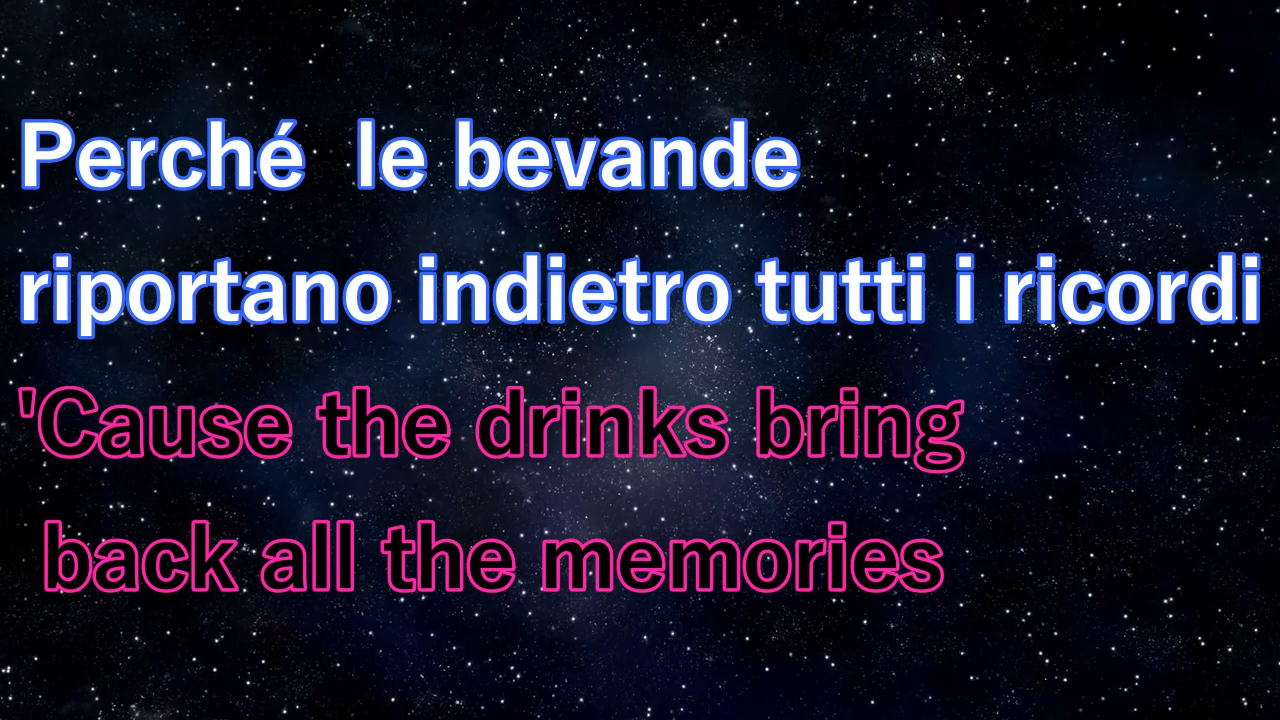 Perché  le bevande
riportano indietro tutti i ricordi
'Cause the drinks bring
back all the memories